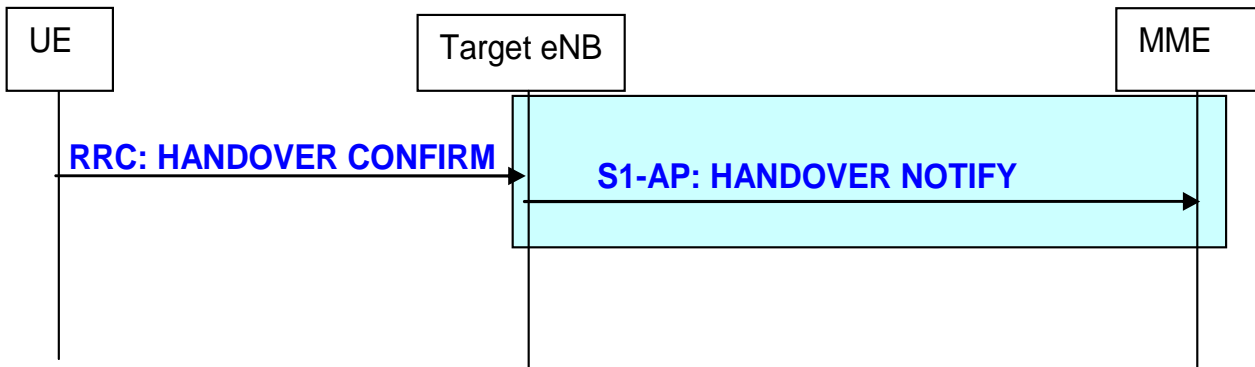 UE
Target eNB
MME
RRC: HANDOVER CONFIRM
S1-AP: HANDOVER NOTIFY